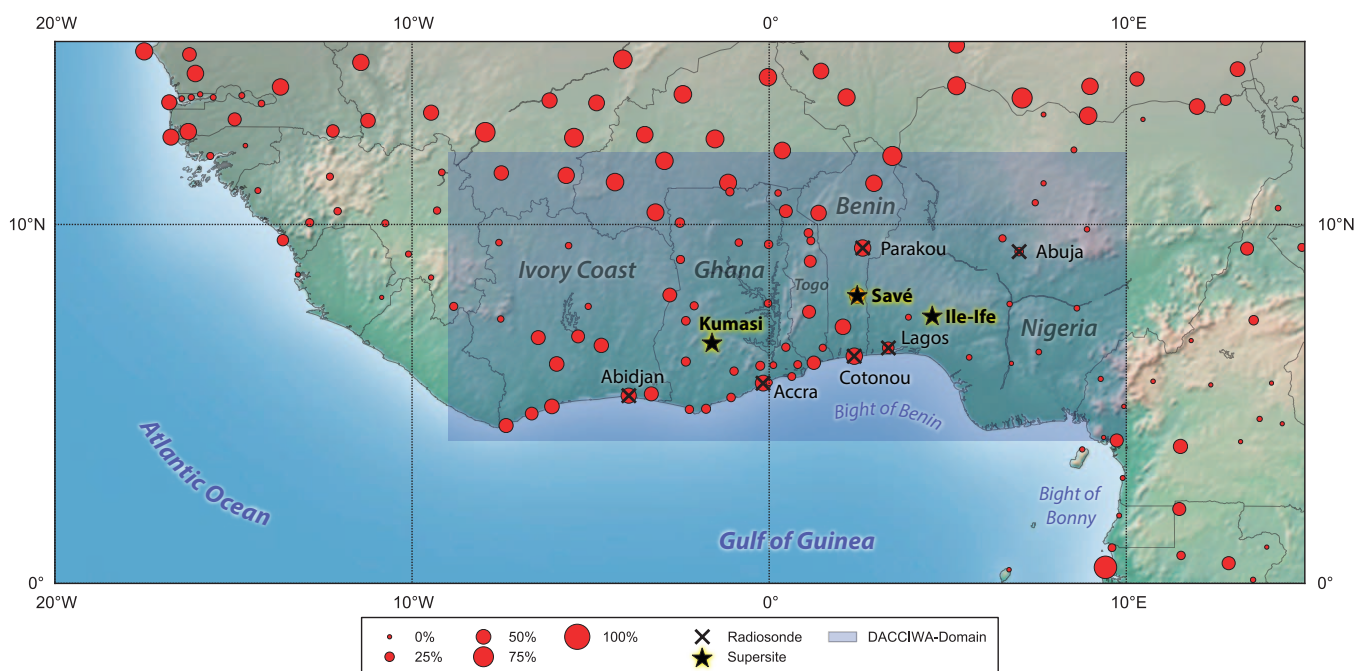 20°W 10°W 0° 10°E
Benin
10°N 10°N
Parakou Abuja
Ivory Coast Ghana
Togo
Savé
Kumasi Ile-Ife
Nigeria
Lagos
Abidjan Cotonou
Accra
Bight of Benin
Atlantic Ocean
Bight of
Bonny
Gulf of Guinea
0° 0°
20°W 10°W 0° 10°E
0% 50% 100% Radiosonde DACCIWA-Domain
25% 75% Supersite